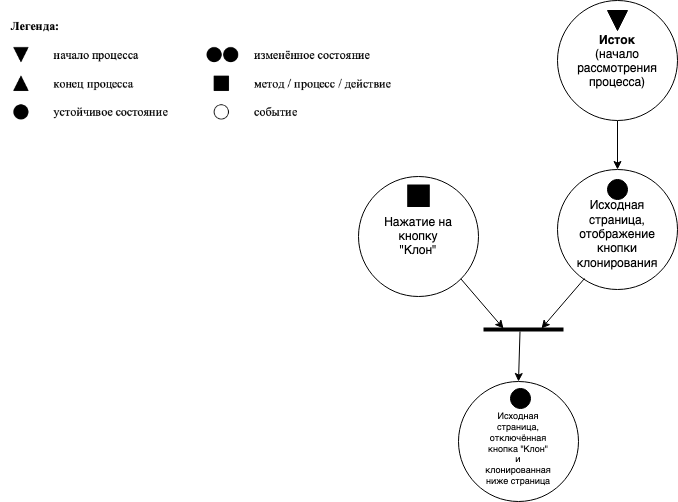 Легенда:
начало процесса
изменённое состояние
конец процесса
метод / процесс / действие
устойчивое состояние
событие
Исток
(начало
рассмотрения
процесса)
Нажатие на
кнопку
"Клон"
Исходная
страница,
отображение
кнопки
клонирования
Исходная
страница,
отключённая
кнопка "Клон"
и
клонированная
ниже страница